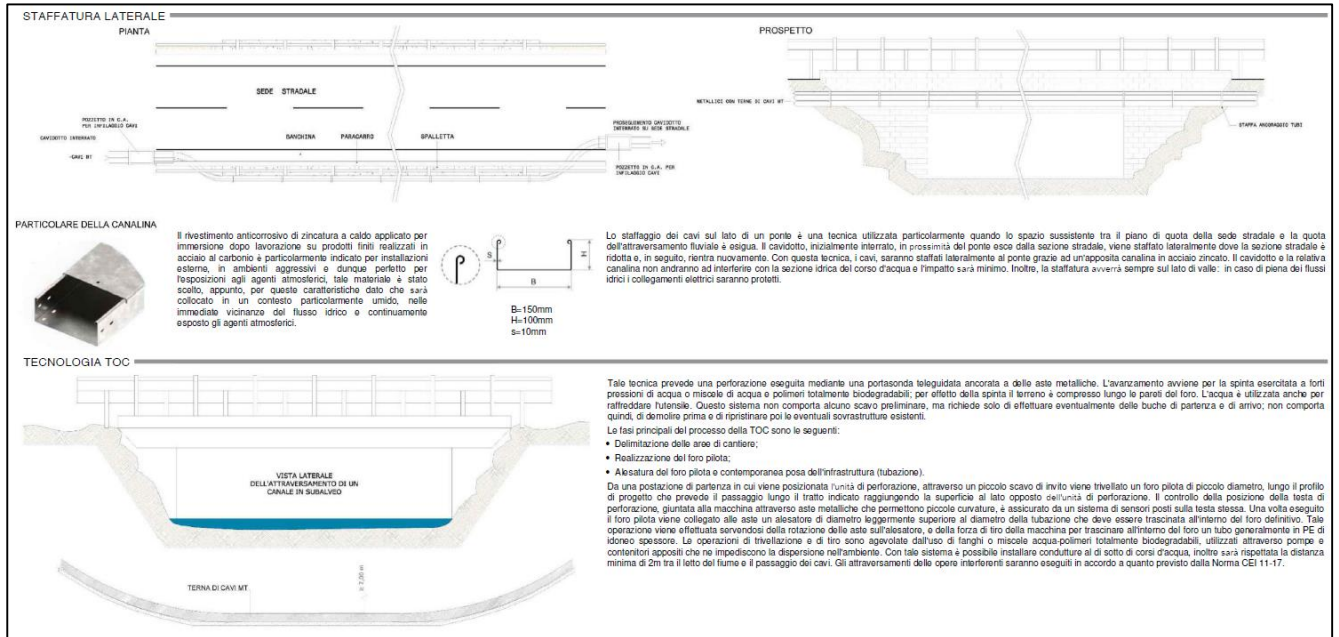 STAFFATURA LATERALE
PIANTA
SEDE STRADALE
POZZETTO IN C.A.
PER INFILAGGIO CAVI
CAVIDOTTO INTERRATO
CAVI MT
BANCHINA
PARACARRO
SPALLETTA
PROSEGUIMENTO CAVIDOTTO
INTERRATO SU SEDE STRADALE
POZZETTO IN C.A. PER
INFILAGGIO CAVI
PROSPETTO
METALLICI CON TERNE DI CAVI MT
STAFFA ANCORAGGIO TUBI
PARTICOLARE DELLA CANALINA
Il rivestimento anticorrosivo di zincatura a caldo applicato per
immersione dopo lavorazione su prodotti finiti realizzati in
acciaio al carbonio è particolarmente indicato per installazioni
esterne, in ambienti aggressivi e dunque perfetto per
l'esposizioni agli agenti atmosferici, tale materiale è stato
scelto, appunto, per queste caratteristiche dato che sarà
collocato in un contesto particolarmente umido, nelle
immediate vicinanze del flusso idrico e continuamente
esposto gli agenti atmosferici.
S
H
B
B=150mm
H=100mm
s=10mm
Lo staffaggio dei cavi sul lato di un ponte è una tecnica utilizzata particolarmente quando lo spazio sussistente tra il piano di quota della sede stradale e la quota
dell'attraversamento fluviale è esigua. Il cavidotto, inizialmente interrato, in prossimità del ponte esce dalla sezione stradale, viene staffato lateralmente dove la sezione stradale è
ridotta e, in seguito, rientra nuovamente. Con questa tecnica, i cavi, saranno staffati lateralmente al ponte grazie ad un'apposita canalina in acciaio zincato. Il cavidotto e la relativa
canalina non andranno ad interferire con la sezione idrica del corso d'acqua e l'impatto sarà minimo. Inoltre, la staffatura avverrà sempre sul lato di valle: in caso di piena dei flussi
idrici i collegamenti elettrici saranno protetti.
TECNOLOGIA TOC
VISTA LATERALE
DELL'ATTRAVERSAMENTO DI UN
CANALE IN SUBALVEO
TERNA DI CAVI MT
≥ 2,00 m
Tale tecnica prevede una perforazione eseguita mediante una portasonda teleguidata ancorata a delle aste metalliche. L'avanzamento avviene per la spinta esercitata a forti
pressioni di acqua o miscele di acqua e polimeri totalmente biodegradabili; per effetto della spinta il terreno è compresso lungo le pareti del foro. L'acqua è utilizzata anche per
raffreddare l'utensile. Questo sistema non comporta alcuno scavo preliminare, ma richiede solo di effettuare eventualmente delle buche di partenza e di arrivo; non comporta
quindi, di demolire prima e di ripristinare poi le eventuali sovrastrutture esistenti.
Le fasi principali del processo della TOC sono le seguenti:
• Delimitazione delle aree di cantiere;
• Realizzazione del foro pilota;
• Alesatura del foro pilota e contemporanea posa dell'infrastruttura (tubazione).
Da una postazione di partenza in cui viene posizionata l'unità di perforazione, attraverso un piccolo scavo di invito viene trivellato un foro pilota di piccolo diametro, lungo il profilo
di progetto che prevede il passaggio lungo il tratto indicato raggiungendo la superficie al lato opposto dell'unità di perforazione. Il controllo della posizione della testa di
perforazione, giuntata alla macchina attraverso aste metalliche che permettono piccole curvature, è assicurato da un sistema di sensori posti sulla testa stessa. Una volta eseguito
il foro pilota viene collegato alle aste un alesatore di diametro leggermente superiore al diametro della tubazione che deve essere trascinata all'interno del foro definitivo. Tale
operazione viene effettuata servendosi della rotazione delle aste sull'alesatore, e della forza di tiro della macchina per trascinare all'interno del foro un tubo generalmente in PE di
idoneo spessore. Le operazioni di trivellazione e di tiro sono agevolate dall'uso di fanghi o miscele acqua-polimeri totalmente biodegradabili, utilizzati attraverso pompe e
contenitori appositi che ne impediscono la dispersione nell'ambiente. Con tale sistema è possibile installare condutture al di sotto di corsi d'acqua, inoltre sarà rispettata la distanza
minima di 2m tra il letto del fiume e il passaggio dei cavi. Gli attraversamenti delle opere interferenti saranno eseguiti in accordo a quanto previsto dalla Norma CEI 11-17.